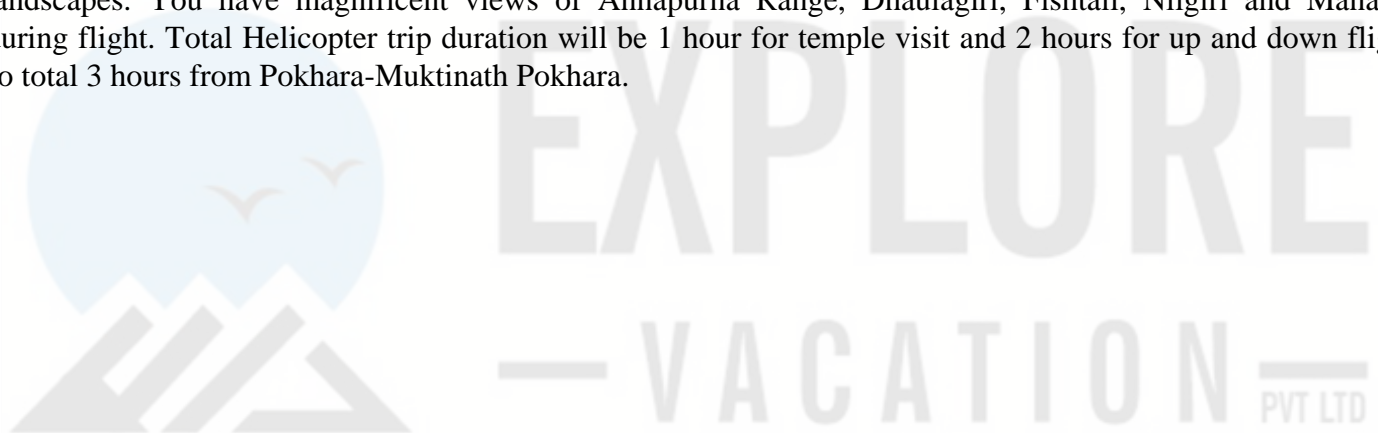 andscapes. You have magnificent views of Annapurna Range, Dhaulagiri, Fishtail, Nilgiri and Mana
uring flight. Total Helicopter trip duration will be 1 hour for temple visit and 2 hours for up and down flig
o total 3 hours from Pokhara-Muktinath Pokhara.
EXPLORE
VACATION
PVT LTD